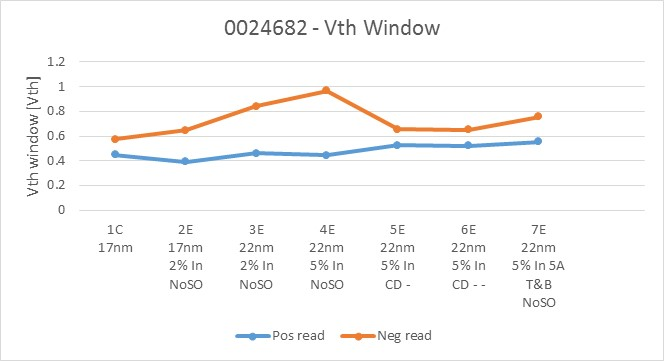 0024682 - Vth Window
Vth window [Vth]
1.2
1
0.8
0.6
0.4
0.2
0
1C
17nm
2E
17nm
2% In
NoSO
3E
22nm
2% In
NoSO
4E
22nm
5% In
NoSO
5E
22nm
5% In
CD -
6E
22nm
5% In
CD - -
7E
22nm
5% In 5A
T&B
NoSO
Pos read
Neg read